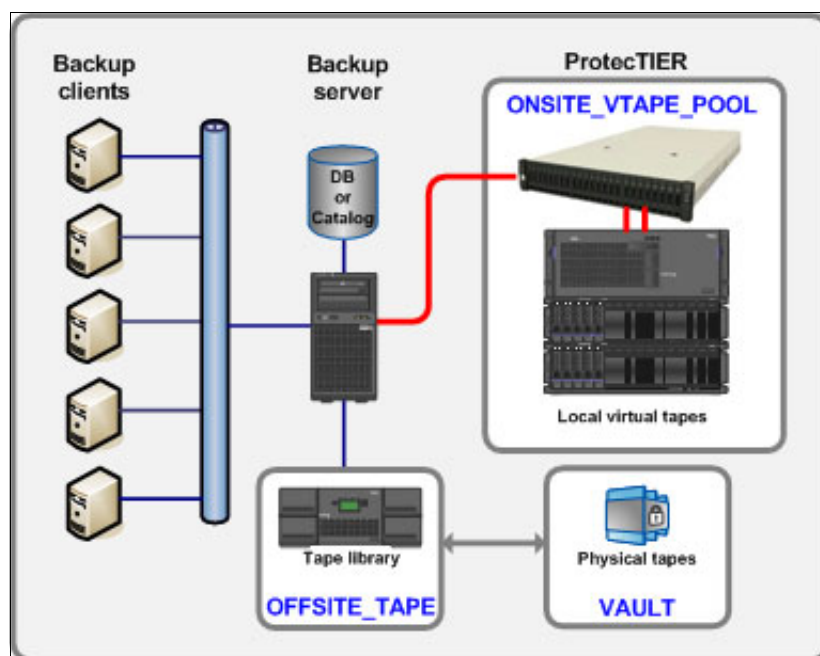 Backup
clients
Backup
server
ProtecTIER
ONSITE_VTAPE_POOL
DB
or
Catalog
Local virtual tapes
Tape library
OFFSITE_TAPE
Physical tapes
VAULT